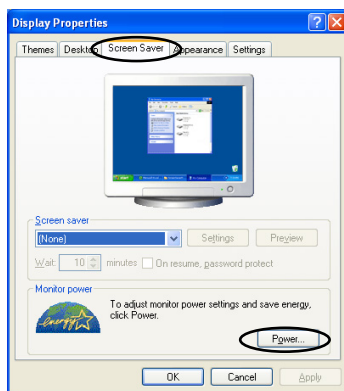 Display Properties
Themes Desktop Screen Saver Appearance Settings
Screen saver
(None) Settings Preview
Wait: 10 minutes On resume, password protect
Monitor power
To adjust monitor power settings and save energy,
click Power.
energy
Power...
OK Cancel Apply